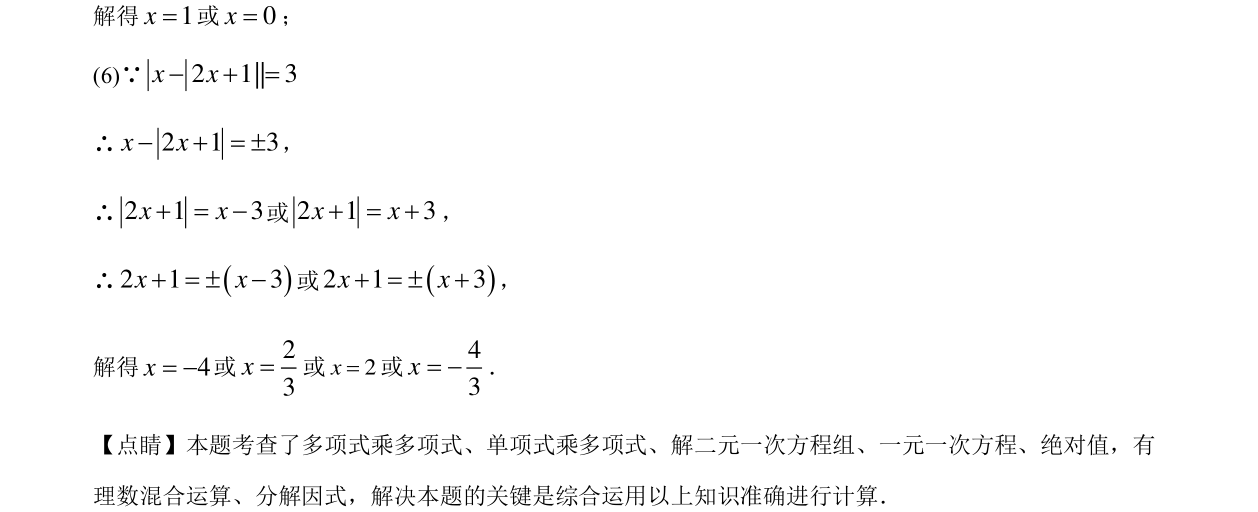 解得 x=1或 x=0；
(6)∵|x-|2x+1||=3
∴ x-|2x+1|=±3，
∴|2x+1|=x-3或|2x+1|=x+3，
∴ 2x+1=±(x-3)或2x+1=±(x+3)，
解得 x=-4或 x=2/3 或 x=2 或 x=-4/3．
【点睛】本题考查了多项式乘多项式、单项式乘多项式、解二元一次方程组、一元一次方程、绝对值，有
理数混合运算、分解因式，解决本题的关键是综合运用以上知识准确进行计算．